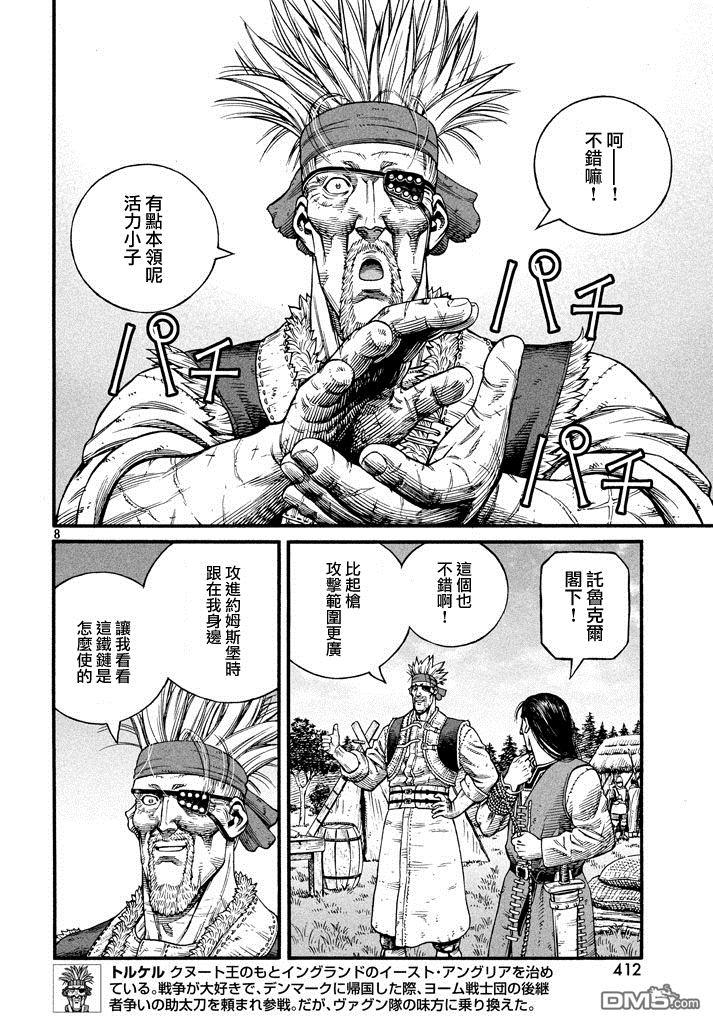 呵——！
不錯嘛！
有點本領呢
活力小子
パチ
パチ
パチ
8
託魯克爾
閣下！
這個也
不錯啊！
比起槍
攻擊範圍更廣
攻進約姆斯堡時
跟在我身邊
讓我看看
這鐵鏈是
怎麼使的
412
トルケル クヌート王のもとイングランドのイースト・アングリアを治め
ている。戦争が大好きで、デンマークに帰国した際、ヨーム戦士団の後継
者争いの助太刀を頼まれ参戦。だが、ヴァグン隊の味方に乗り換えた。
DM5.com